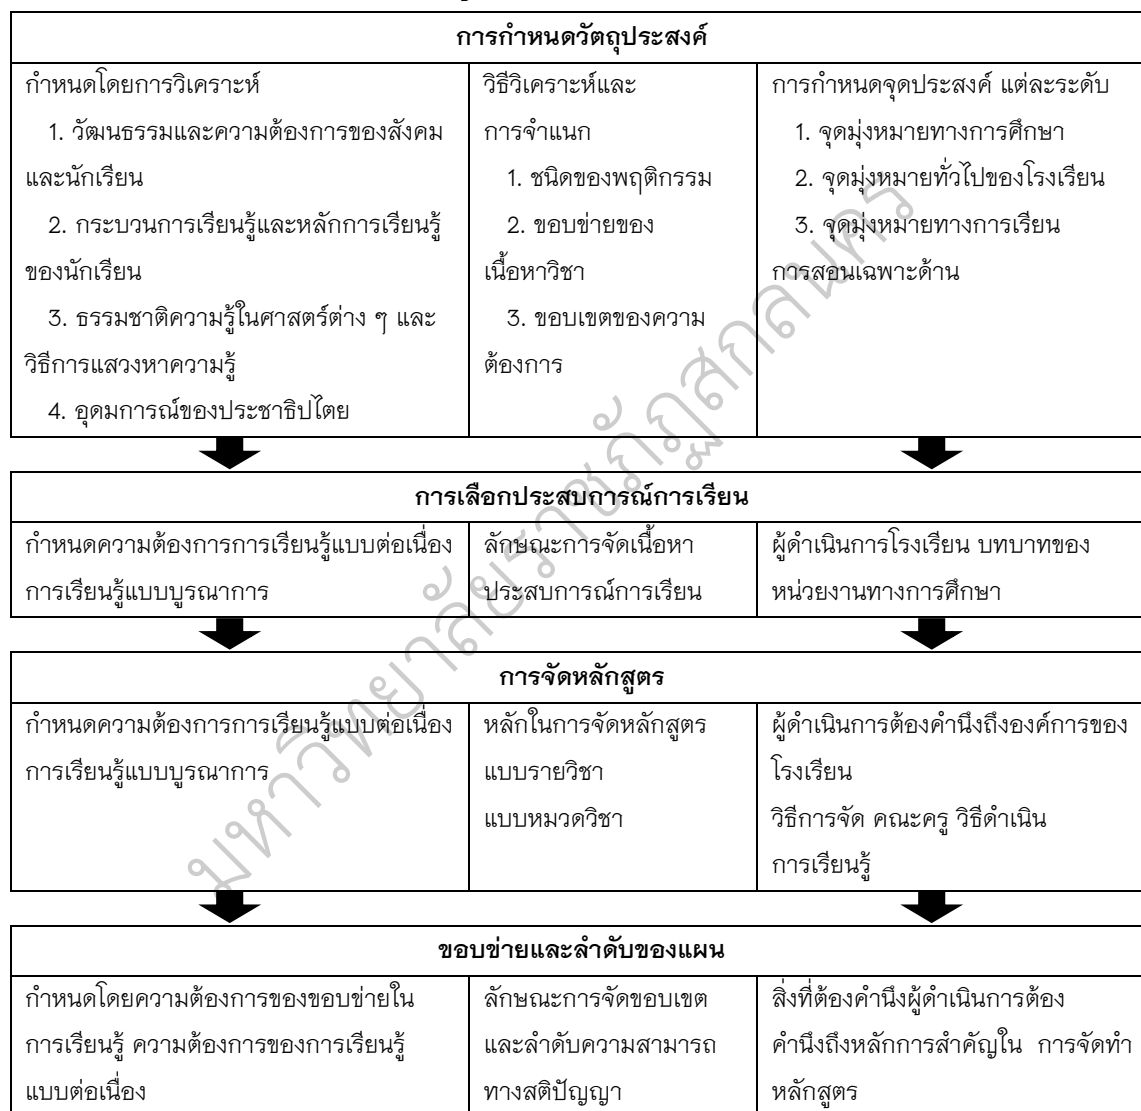 การกำหนดวัตถุประสงค์
กำหนดโดยการวิเคราะห์
1. วัฒนธรรมและความต้องการของสังคม
และนักเรียน
2. กระบวนการเรียนรู้และหลักการเรียนรู้
ของนักเรียน
3. ธรรมชาติความรู้ในศาสตร์ต่าง ๆ และ
วิธีการแสวงหาความรู้
4. อุดมการณ์ของประชาธิปไตย
วิธีวิเคราะห์และ
การจำแนก
1. ชนิดของพฤติกรรม
2. ขอบข่ายของ
เนื้อหาวิชา
3. ขอบเขตของความ
ต้องการ
การกำหนดจุดประสงค์ แต่ละระดับ
1. จุดมุ่งหมายทางการศึกษา
2. จุดมุ่งหมายทั่วไปของโรงเรียน
3. จุดมุ่งหมายทางการเรียน
การสอนเฉพาะด้าน
การเลือกประสบการณ์การเรียน
กำหนดความต้องการการเรียนรู้แบบต่อเนื่อง
การเรียนรู้แบบบูรณาการ
ลักษณะการจัดเนื้อหา
ประสบการณ์การเรียน
ผู้ดำเนินการโรงเรียน บทบาทของ
หน่วยงานทางการศึกษา
การจัดหลักสูตร
กำหนดความต้องการการเรียนรู้แบบต่อเนื่อง
การเรียนรู้แบบบูรณาการ
หลักในการจัดหลักสูตร
แบบรายวิชา
แบบหมวดวิชา
ผู้ดำเนินการต้องคำนึงถึงองค์การของ
โรงเรียน
วิธีการจัด คณะครู วิธีดำเนิน
การเรียนรู้
ขอบข่ายและลำดับของแผน
กำหนดโดยความต้องการของขอบข่ายใน
การเรียนรู้ ความต้องการของการเรียนรู้
แบบต่อเนื่อง
ลักษณะการจัดขอบเขต
และลำดับความสามารถ
ทางสติปัญญา
สิ่งที่ต้องคำนึงผู้ดำเนินการต้อง
คำนึงถึงหลักการสำคัญใน การจัดทำ
หลักสูตร
มหาวิทยาลัยราชภัฏสกลนคร